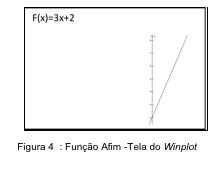 F(x)=3x+2
Figura 4 : Função Afim -Tela do Winplot